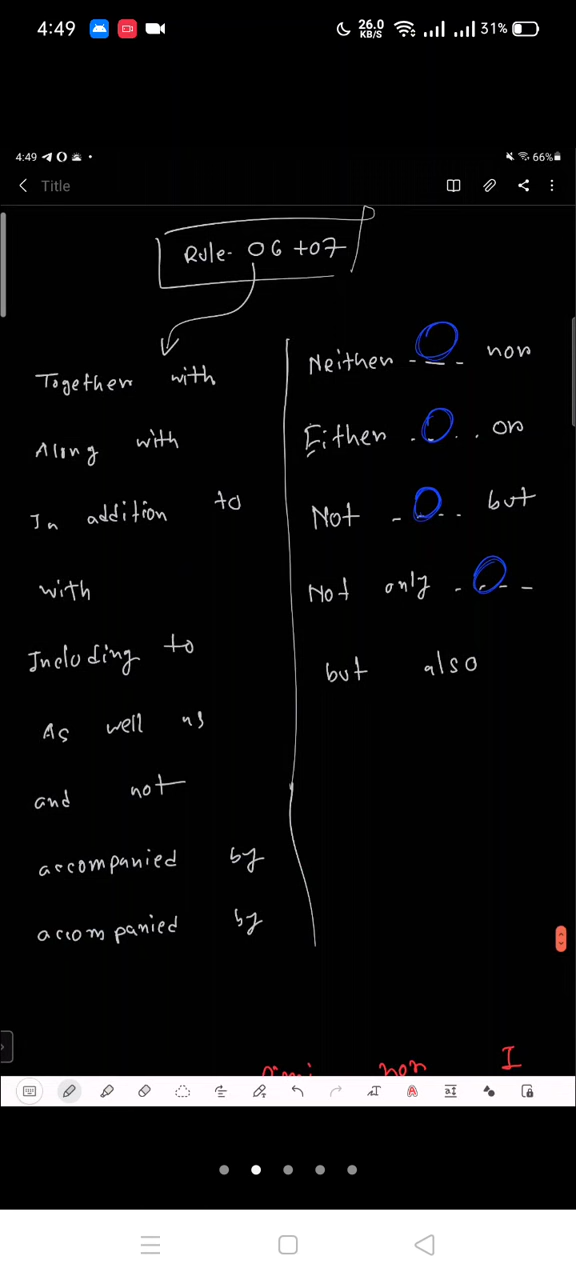 4:49 26.0 KB/S 31%
4:49 66%
Title
Rule- 06 +07
Together with
Along with
In addition to
with
Including to
As well as
and not
accompanied by
accompanied by
Neither - - - nor
Either . . . . or
Not - - - . but
Not only - - - -
but also
nor I